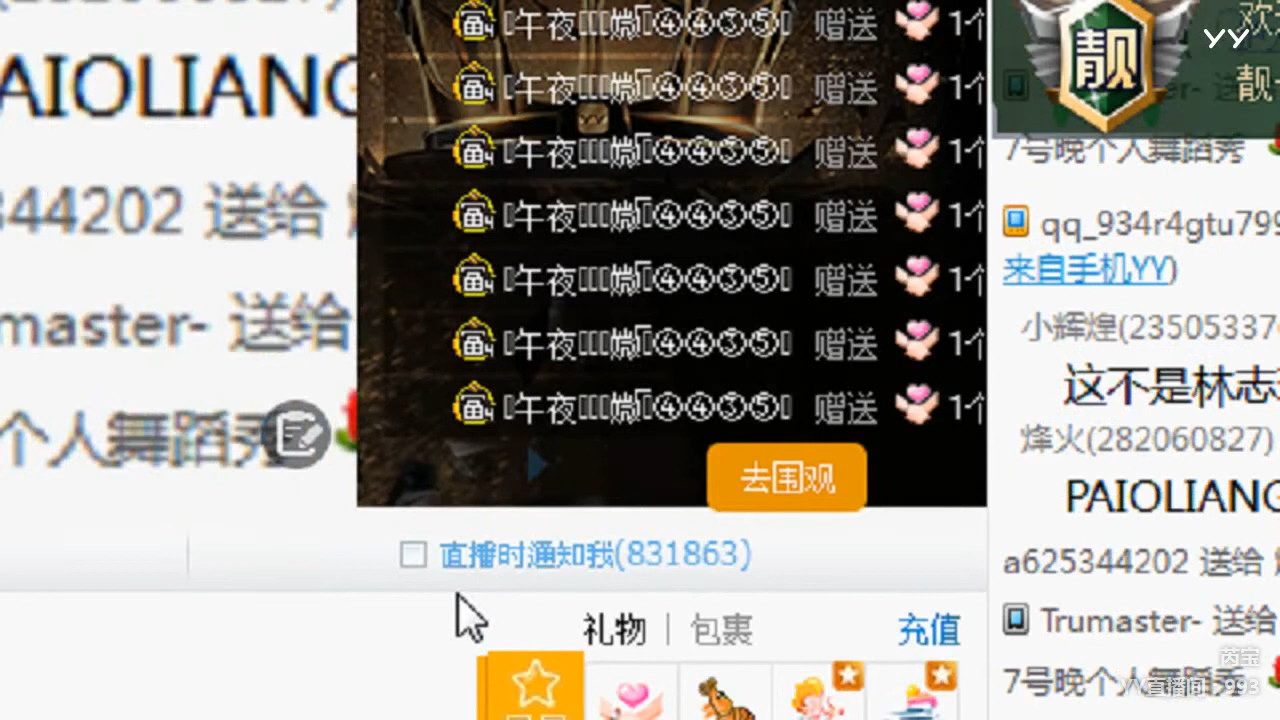 PAIOLIANG
344202 送给
master- 送给
个人舞蹈秀
午夜 ④④③⑤ 赠送 1个
午夜 ④④③⑤ 赠送 1个
午夜 ④④③⑤ 赠送 1个
午夜 ④④③⑤ 赠送 1个
午夜 ④④③⑤ 赠送 1个
午夜 ④④③⑤ 赠送 1个
午夜 ④④③⑤ 赠送 1个
去围观
直播时通知我(831863)
礼物 | 包裹 充值
靓
YY
欢
靓
7号晚个人舞蹈秀
qq_934r4gtu799
来自手机YY)
小辉煌(23505337
这不是林志
烽火(282060827)
PAIOLIANG
a625344202 送给
Trumaster- 送给
7号晚个人舞蹈秀
茵宝
YY直播间:993